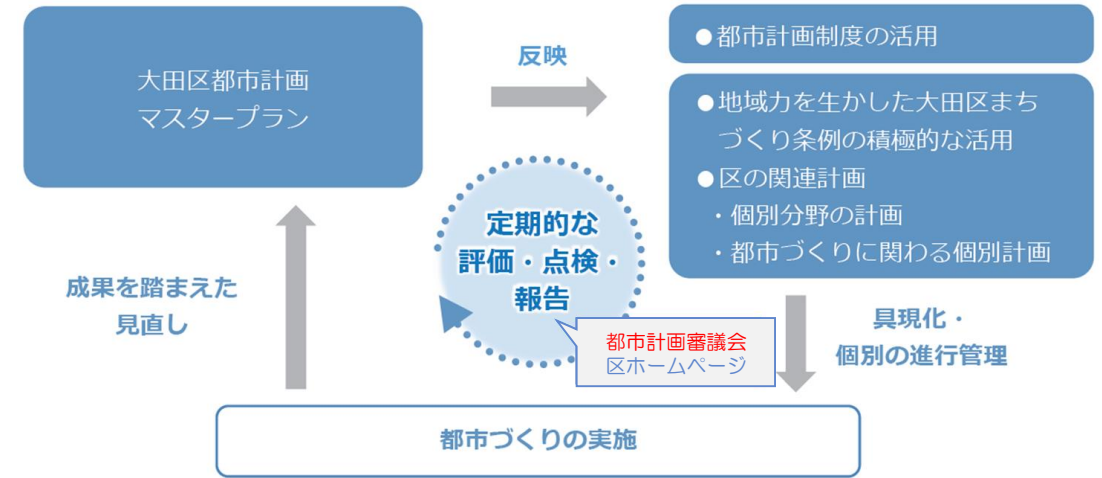 大田区都市計画
マスタープラン
反映
●都市計画制度の活用
●地域力を生かした大田区まち
づくり条例の積極的な活用
●区の関連計画
・個別分野の計画
・都市づくりに関わる個別計画
定期的な
評価・点検・
報告
都市計画審議会
区ホームページ
成果を踏まえた
見直し
具現化・
個別の進行管理
都市づくりの実施